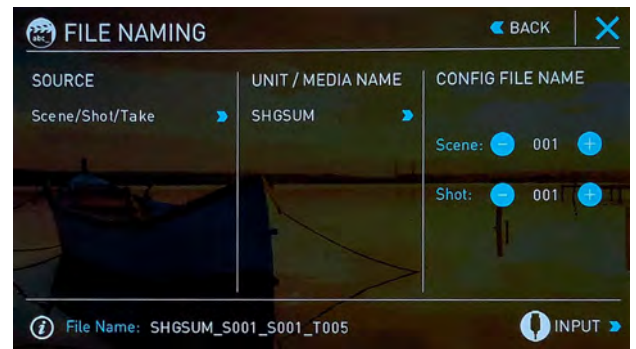 FILE NAMING
BACK
SOURCE
UNIT / MEDIA NAME
CONFIG FILE NAME
Scene/Shot/Take
SHGSUM
Scene: 001
Shot: 001
File Name: SHGSUM_S001_S001_T005
INPUT